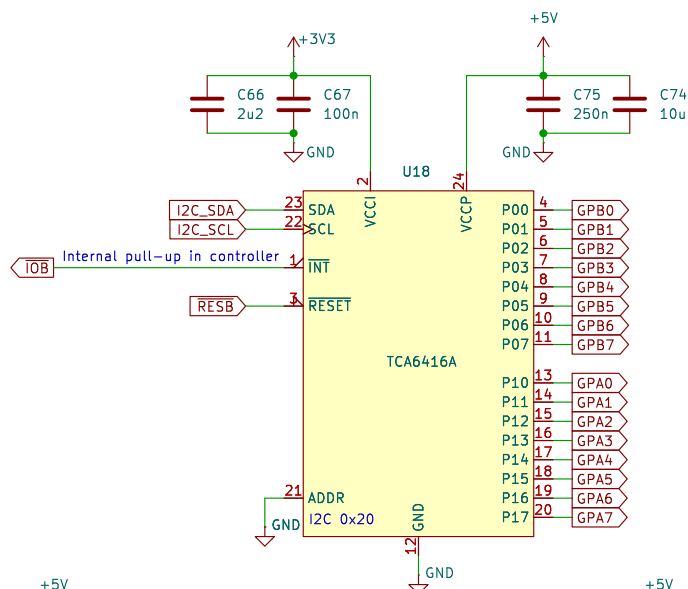 +5V
+3V3
C66
2u2
C67
100n
C75
250n
C74
10u
GND
GND
U18
2
VCCI
24
VCCP
I2C_SDA 23 SDA
I2C_SCL 22 SCL
Internal pull-up in controller
IOB 1 INT
RESB 3 RESET
P00 4 GPB0
P01 5 GPB1
P02 6 GPB2
P03 7 GPB3
P04 8 GPB4
P05 9 GPB5
P06 10 GPB6
P07 11 GPB7
TCA6416A
P10 13 GPA0
P11 14 GPA1
P12 15 GPA2
P13 16 GPA3
P14 17 GPA4
P15 18 GPA5
P16 19 GPA6
P17 20 GPA7
21 ADDR
GND
I2C 0x20
GND
12
GND
+5V
+5V